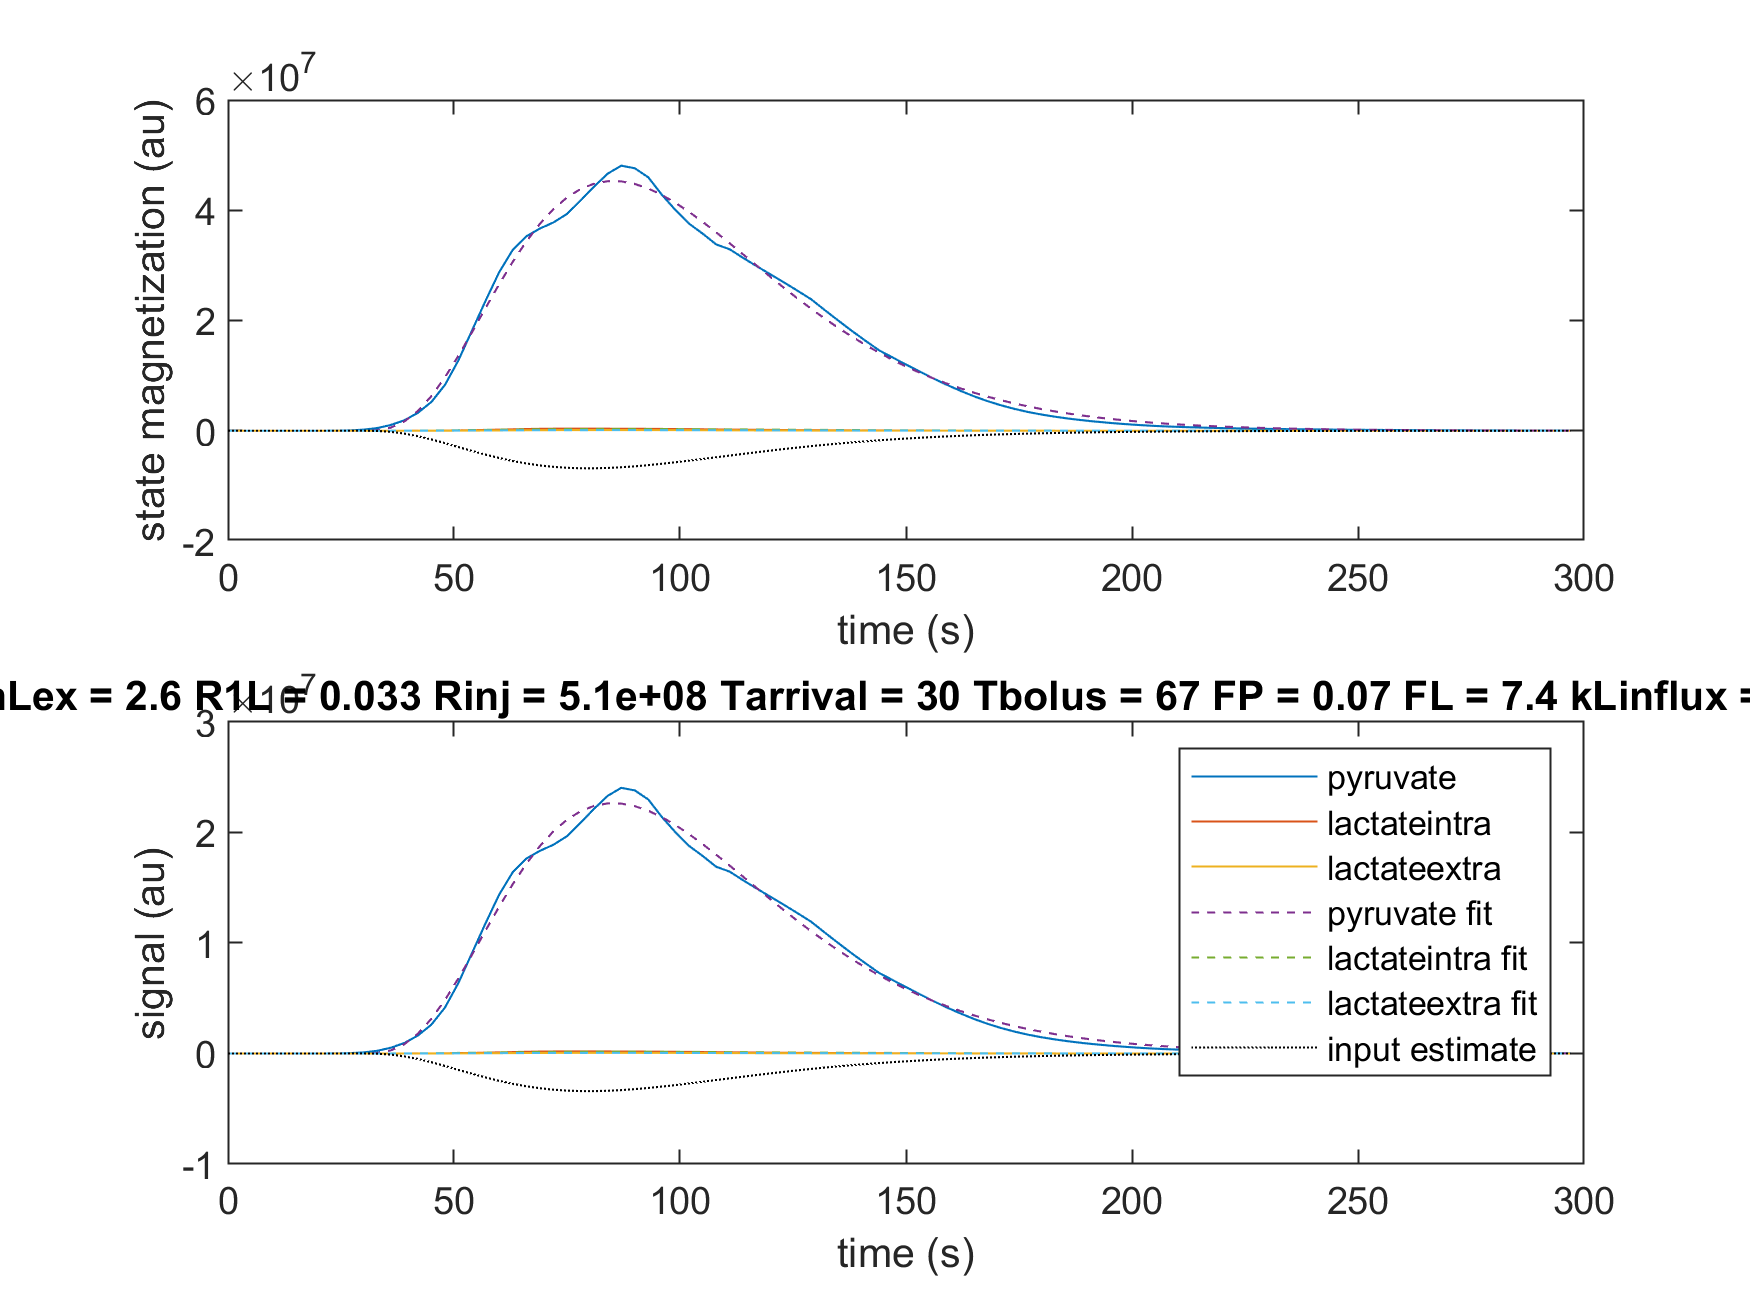 ×10^7
6
4
2
0
-2
state magnetization (au)
0 50 100 150 200 250 300
time (s)
Lex = 2.6 R1L = 0.033 Rinj = 5.1e+08 Tarrival = 30 Tbolus = 67 FP = 0.07 FL = 7.4 kLinflux =
×10^7
3
2
1
0
-1
signal (au)
pyruvate
lactateintra
lactateextra
pyruvate fit
lactateintra fit
lactateextra fit
input estimate
0 50 100 150 200 250 300
time (s)